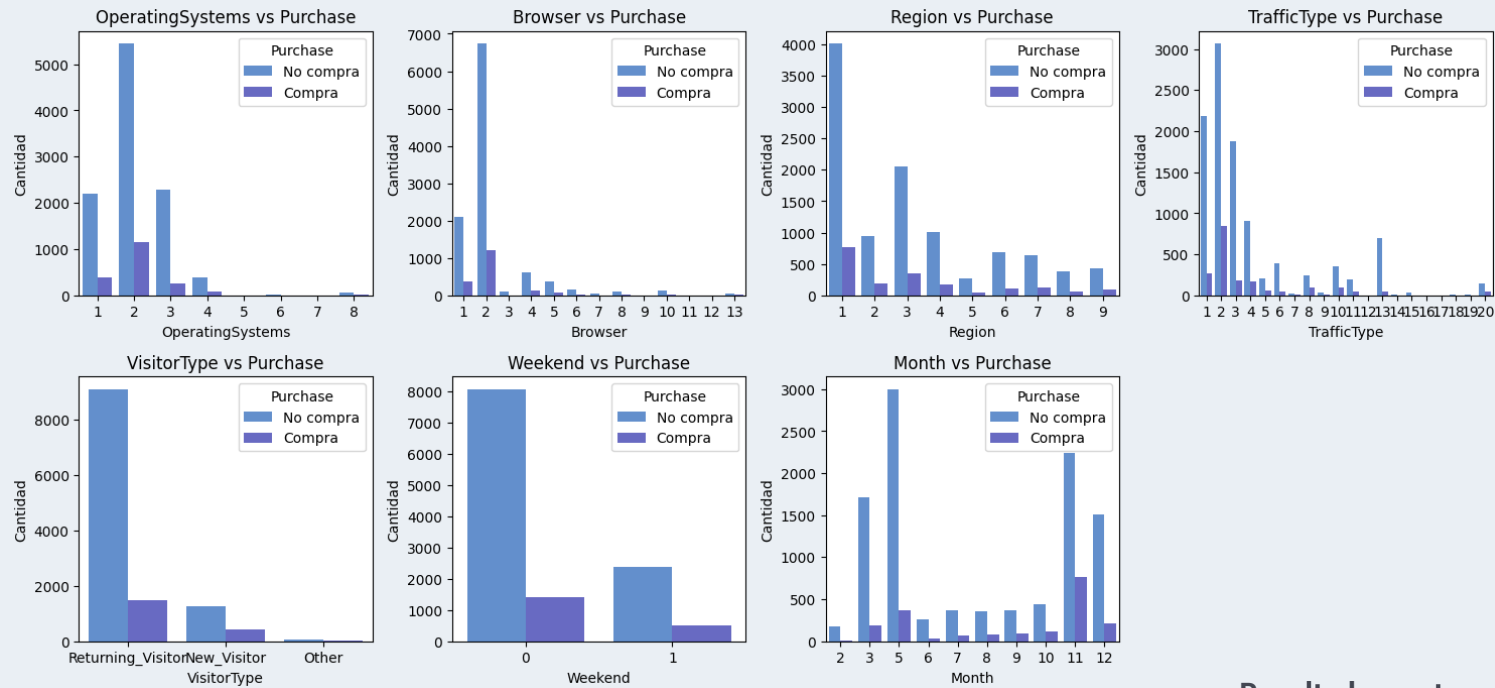 OperatingSystems vs Purchase
Purchase
No compra
Compra
5000
4000
3000
2000
1000
0
Cantidad
1 2 3 4 5 6 7 8
OperatingSystems
Browser vs Purchase
Purchase
No compra
Compra
7000
6000
5000
4000
3000
2000
1000
0
Cantidad
1 2 3 4 5 6 7 8 9 10 11 12 13
Browser
Region vs Purchase
Purchase
No compra
Compra
4000
3500
3000
2500
2000
1500
1000
500
0
Cantidad
1 2 3 4 5 6 7 8 9
Region
TrafficType vs Purchase
Purchase
No compra
Compra
3000
2500
2000
1500
1000
500
0
Cantidad
1 2 3 4 5 6 7 8 9 10 11 12 13 14 15 16 17 18 19 20
TrafficType
VisitorType vs Purchase
Purchase
No compra
Compra
8000
6000
4000
2000
0
Cantidad
Returning_Visitor New_Visitor Other
VisitorType
Weekend vs Purchase
Purchase
No compra
Compra
8000
7000
6000
5000
4000
3000
2000
1000
0
Cantidad
0 1
Weekend
Month vs Purchase
Purchase
No compra
Compra
3000
2500
2000
1500
1000
500
0
Cantidad
2 3 5 6 7 8 9 10 11 12
Month